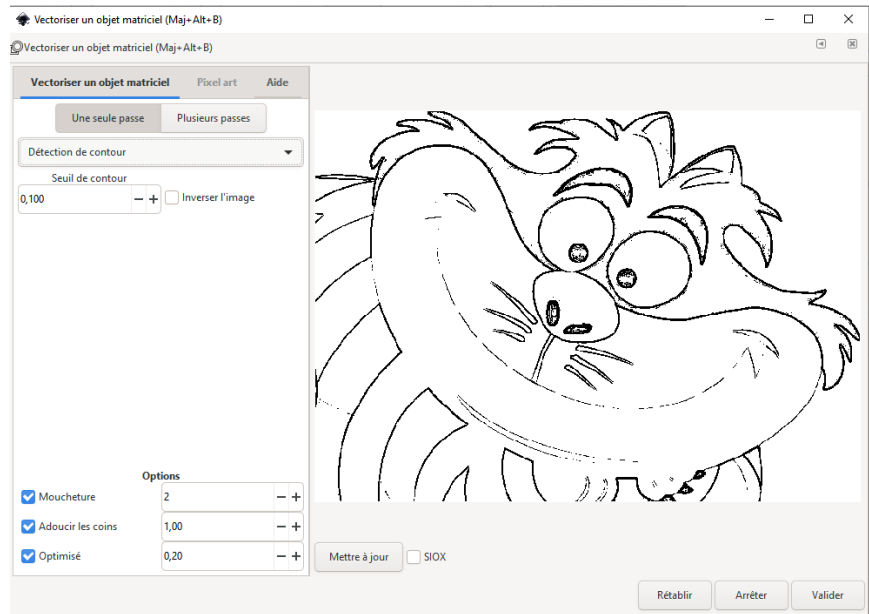 Vectoriser un objet matriciel (Maj+Alt+B)
Vectoriser un objet matriciel (Maj+Alt+B)
Vectoriser un objet matriciel Pixel art Aide
Une seule passe Plusieurs passes
Détection de contour
Seuil de contour
0,100 Inverser l'image
Options
Moucheture 2
Adoucir les coins 1,00
Optimisé 0,20
Mettre à jour SIOX
Rétablir Arrêter Valider